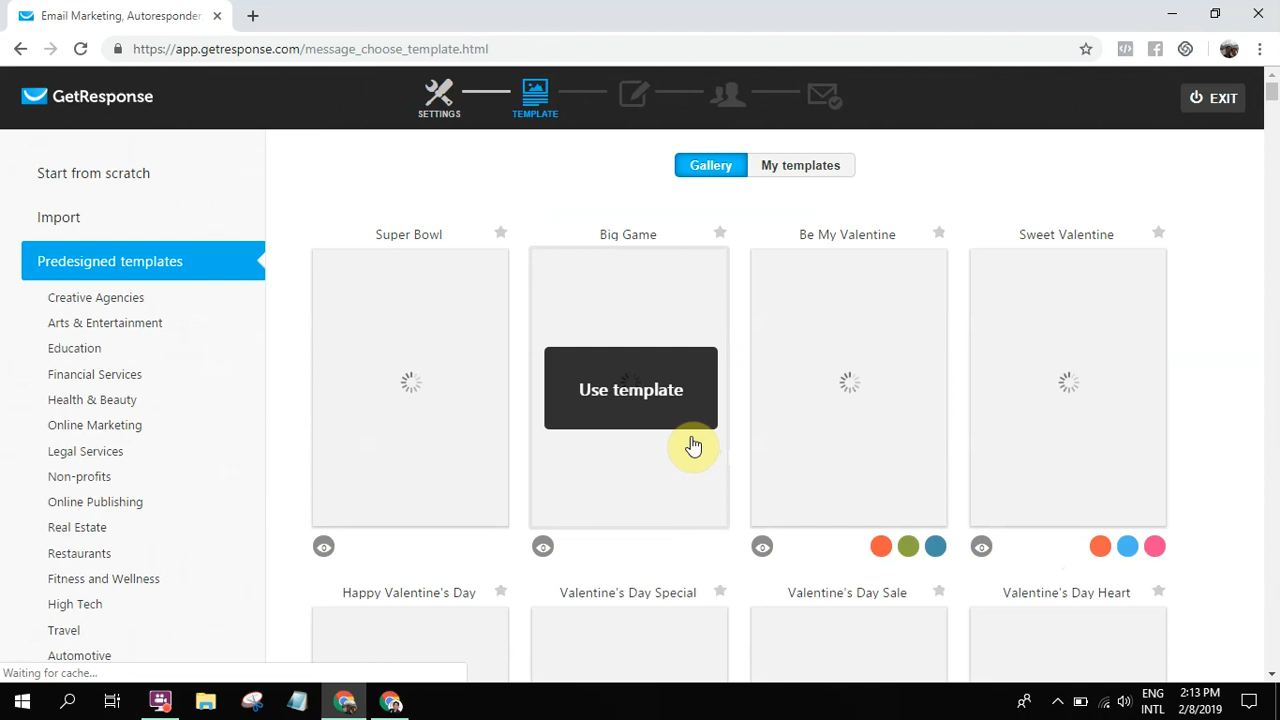 Email Marketing, Autoresponder,
https://app.getresponse.com/message_choose_template.html
GetResponse
SETTINGS
TEMPLATE
EXIT
Start from scratch
Import
Predesigned templates
Creative Agencies
Arts & Entertainment
Education
Financial Services
Health & Beauty
Online Marketing
Legal Services
Non-profits
Online Publishing
Real Estate
Restaurants
Fitness and Wellness
High Tech
Travel
Automotive
Gallery
My templates
Super Bowl
Big Game
Be My Valentine
Sweet Valentine
Use template
Happy Valentine's Day
Valentine's Day Special
Valentine's Day Sale
Valentine's Day Heart
Waiting for cache...
ENG
INTL
2:13 PM
2/8/2019